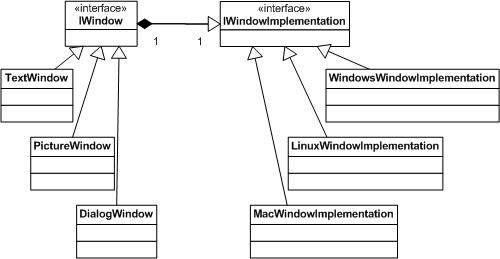 «interface»
IWindow
«interface»
IWindowImplementation
1
1
TextWindow
WindowsWindowImplementation
PictureWindow
LinuxWindowImplementation
DialogWindow
MacWindowImplementation